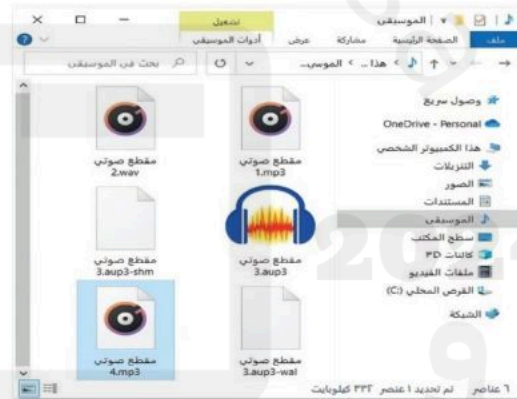 الموسيقى
تشغيل
ملف
الصفحة الرئيسية
مشاركة
عرض
أدوات الموسيقى
هذا .. > الموسي...
بحث في الموسيقى
وصول سريع
OneDrive - Personal
هذا الكمبيوتر الشخصي
التنزيلات
الصور
المستندات
الموسيقى
سطح المكتب
كائنات 3D
ملفات الفيديو
القرص المحلي (C:)
الشبكة
مقطع صوتي
1.mp3
مقطع صوتي
2.wav
مقطع صوتي
3.aup3
مقطع صوتي
3.aup3-shm
مقطع صوتي
3.aup3-wal
مقطع صوتي
4.mp3
٦ عناصر
تم تحديد ١ عنصر ٣٣٢ كيلوبايت